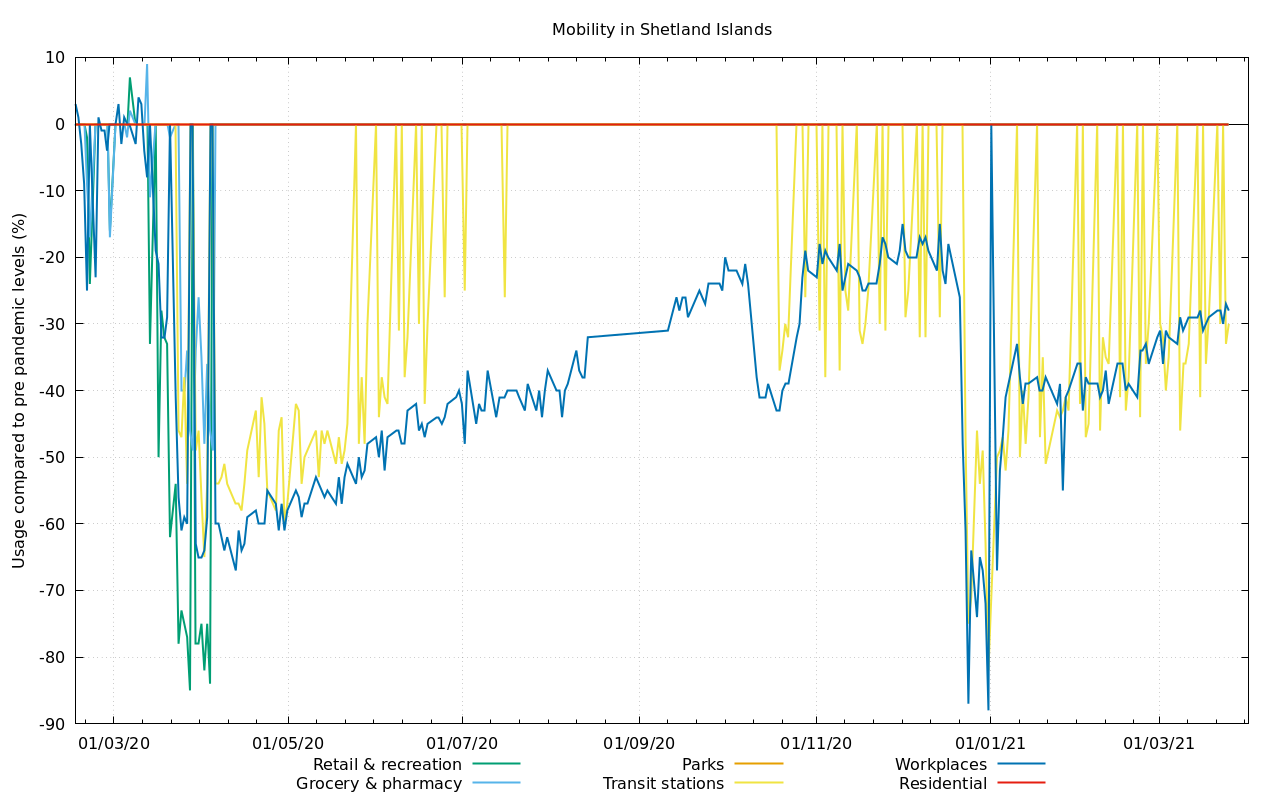 Mobility in Shetland Islands
Usage compared to pre pandemic levels (%)
10
0
-10
-20
-30
-40
-50
-60
-70
-80
-90
01/03/20 01/05/20 01/07/20 01/09/20 01/11/20 01/01/21 01/03/21
Retail & recreation Parks Workplaces
Grocery & pharmacy Transit stations Residential